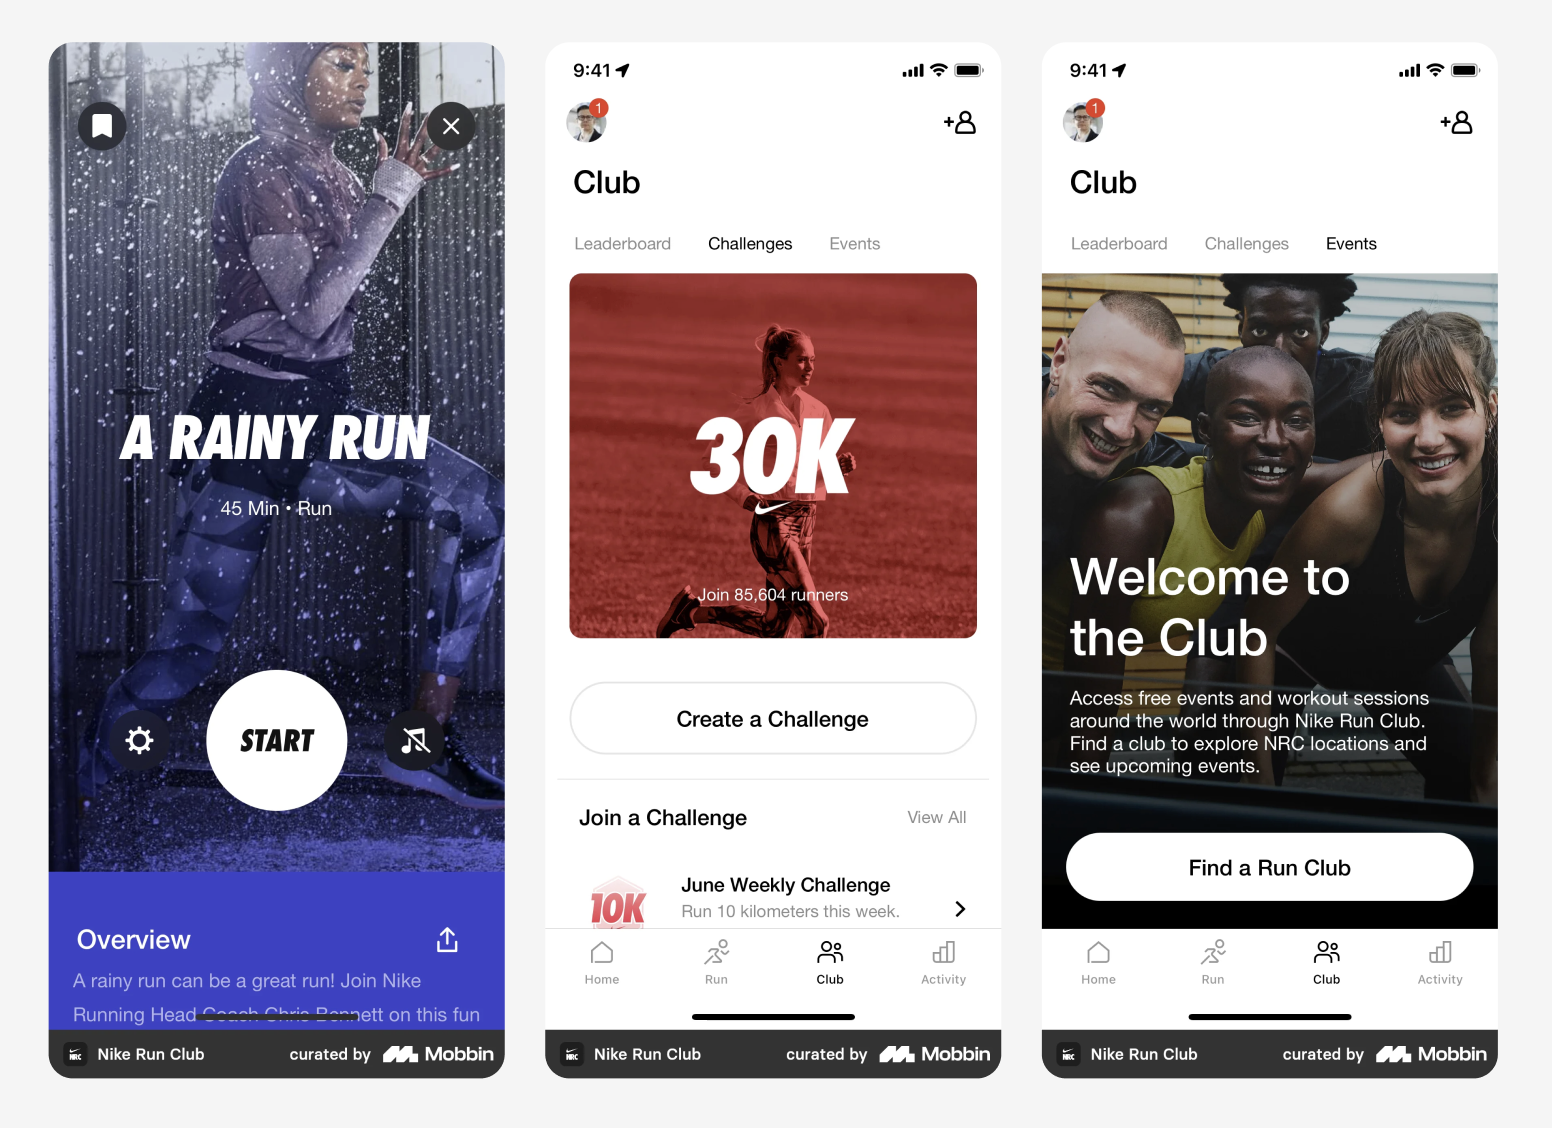 A RAINY RUN
45 Min • Run
START
Overview
A rainy run can be a great run! Join Nike
Running Head Coach Chris Bennett on this fun
NRC
Nike Run Club
curated by
Mobbin
9:41
1
Club
Leaderboard
Challenges
Events
30K
Join 85,604 runners
Create a Challenge
Join a Challenge
View All
10K
June Weekly Challenge
Run 10 kilometers this week.
Home
Run
Club
Activity
NRC
Nike Run Club
curated by
Mobbin
9:41
1
Club
Leaderboard
Challenges
Events
Welcome to
the Club
Access free events and workout sessions
around the world through Nike Run Club.
Find a club to explore NRC locations and
see upcoming events.
Find a Run Club
Home
Run
Club
Activity
NRC
Nike Run Club
curated by
Mobbin